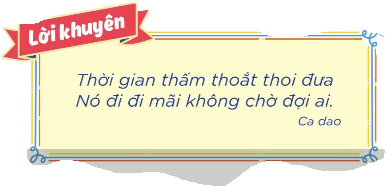 Lời khuyên
Thời gian thấm thoắt thoi đưa
Nó đi đi mãi không chờ đợi ai.
Ca dao